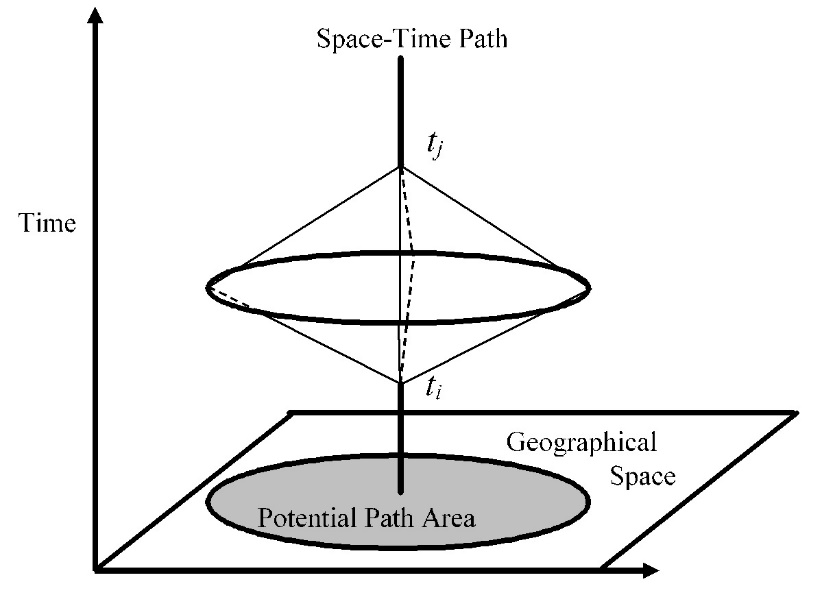 Space-Time Path
tj
Time
ti
Geographical
Space
Potential Path Area